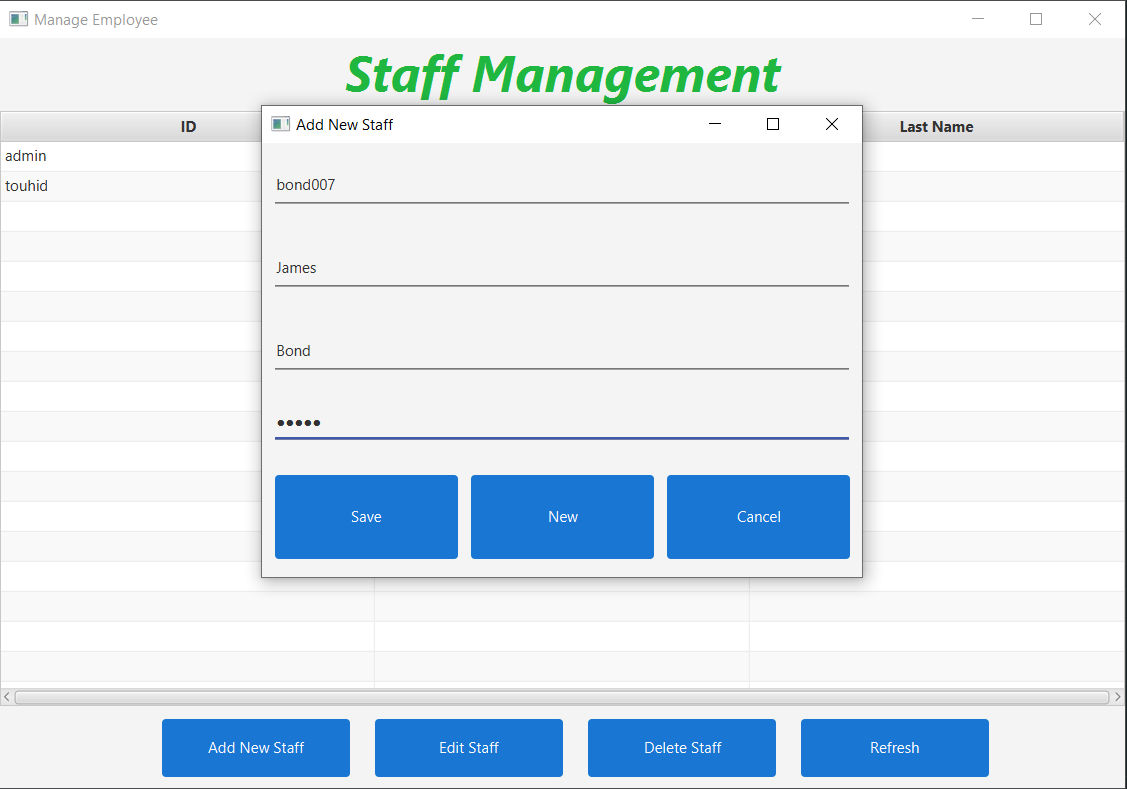 Manage Employee
Staff Management
ID
Last Name
admin
touhid
Add New Staff
bond007
James
Bond
•••••
Save
New
Cancel
Add New Staff
Edit Staff
Delete Staff
Refresh